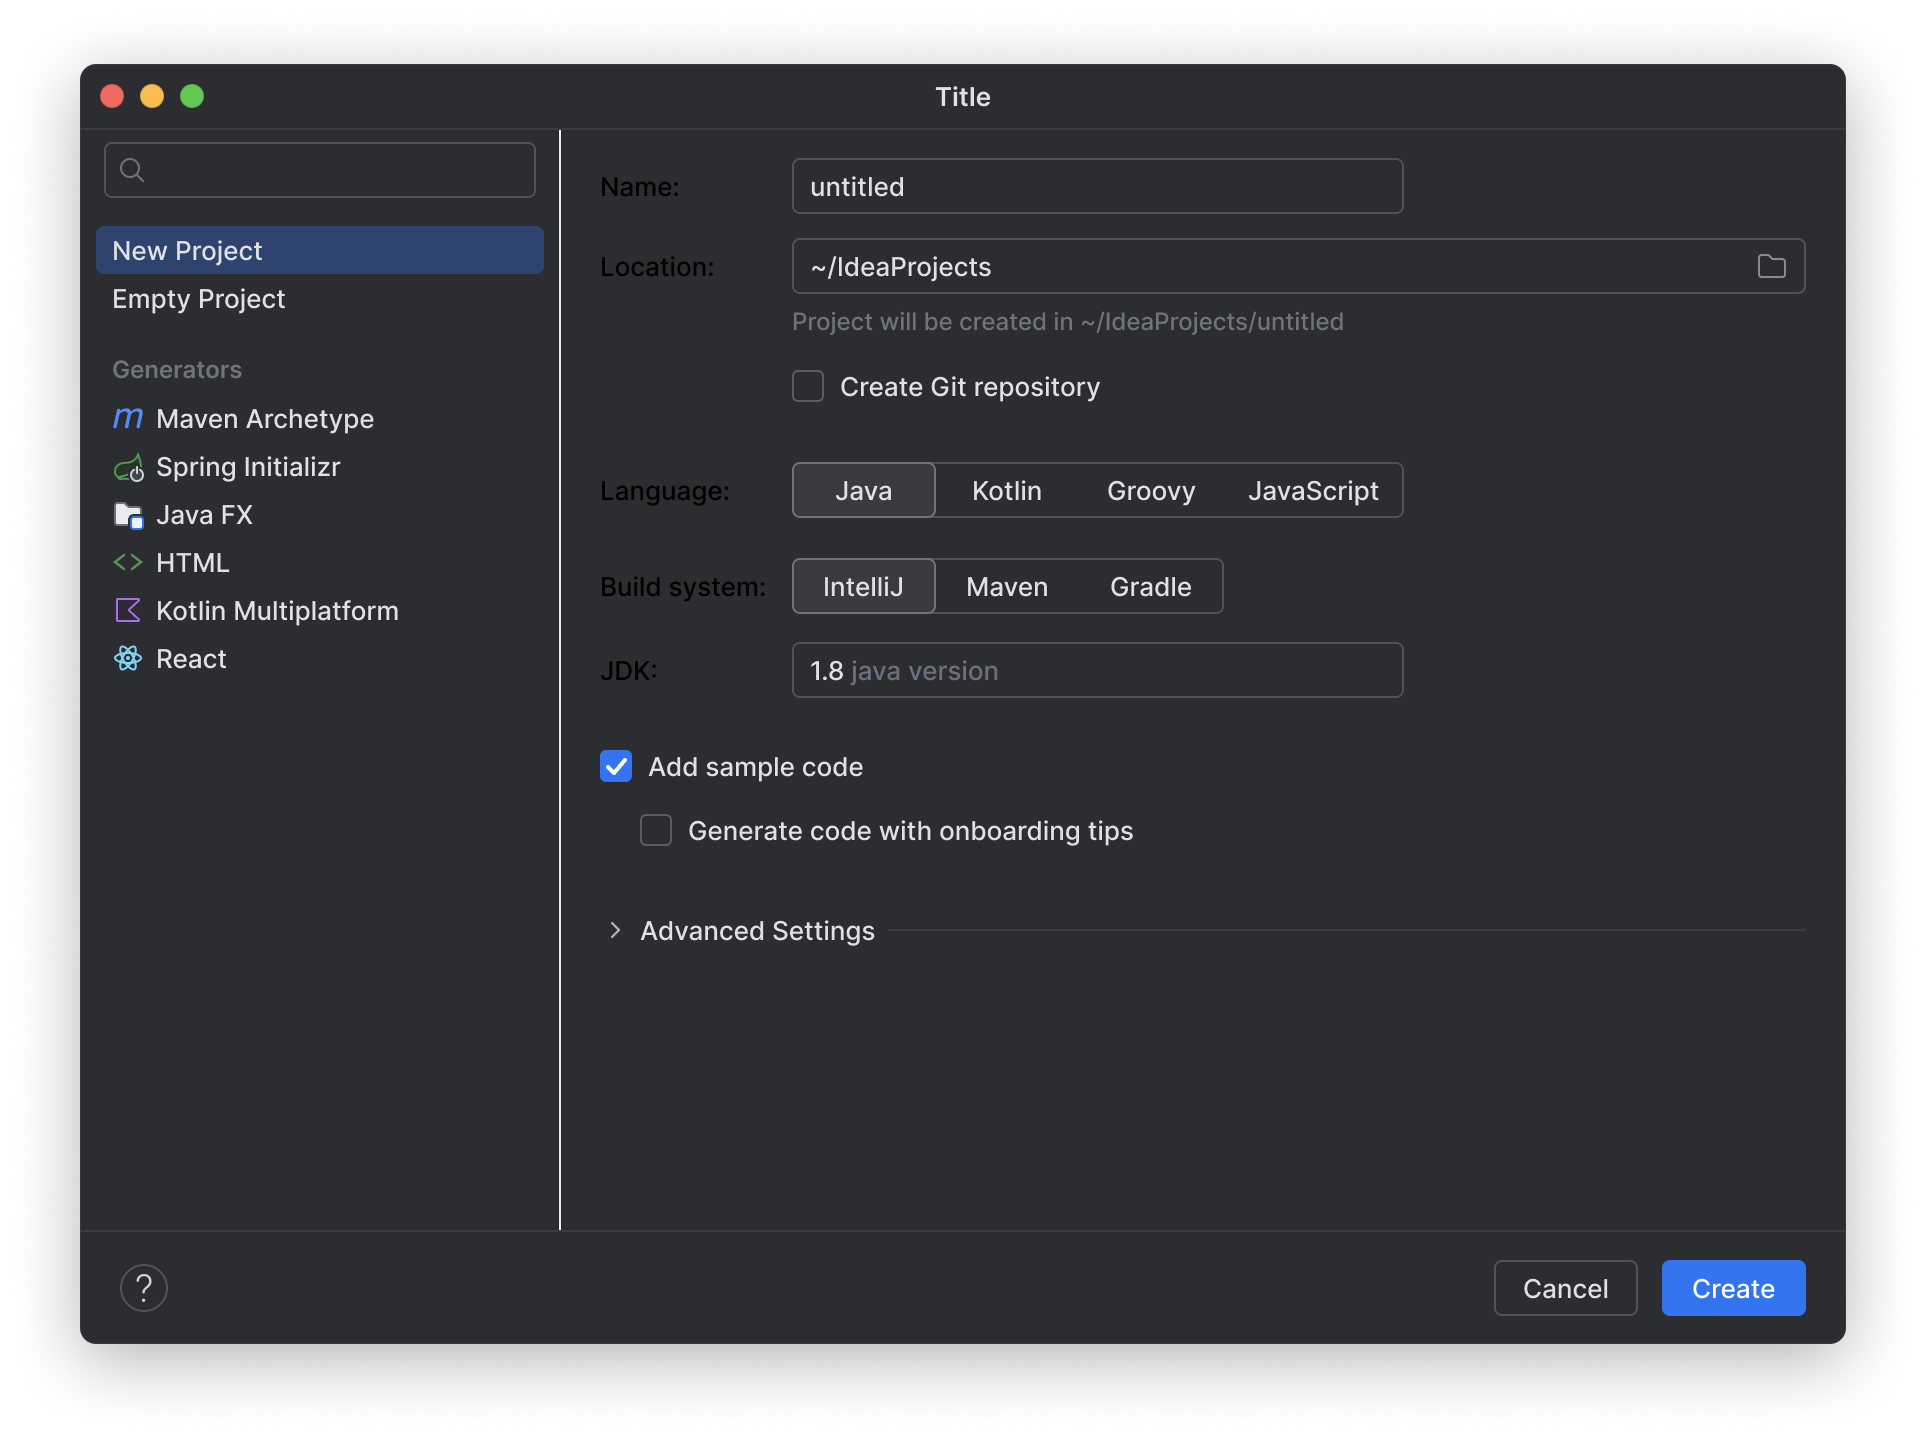 Title
New Project
Empty Project
Generators
Maven Archetype
Spring Initializr
Java FX
HTML
Kotlin Multiplatform
React
Name: untitled
Location: ~/IdeaProjects
Project will be created in ~/IdeaProjects/untitled
Create Git repository
Language: Java Kotlin Groovy JavaScript
Build system: IntelliJ Maven Gradle
JDK: 1.8 java version
Add sample code
Generate code with onboarding tips
Advanced Settings
? Cancel Create